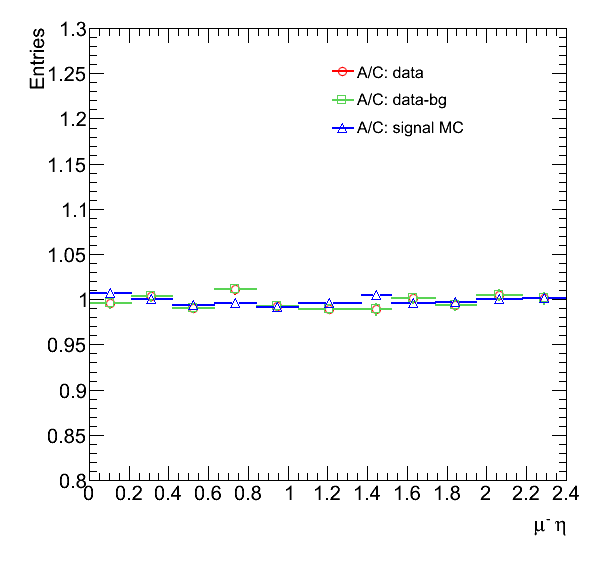 Entries
1.3
1.25
1.2
1.15
1.1
1.05
1
0.95
0.9
0.85
0.8
A/C: data
A/C: data-bg
A/C: signal MC
0 0.2 0.4 0.6 0.8 1 1.2 1.4 1.6 1.8 2 2.2 2.4
μ⁻ η